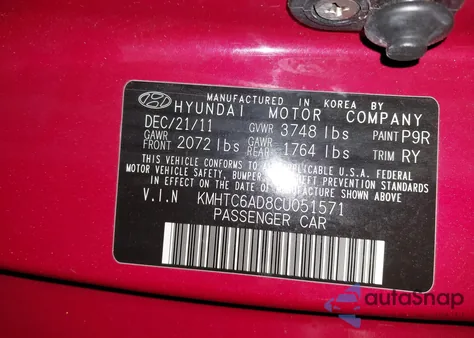 MANUFACTURED IN KOREA BY
HYUNDAI MOTOR COMPANY
DEC/21/11 GVWR 3748 lbs PAINT P9R
GAWR FRONT 2072 lbs GAWR REAR 1764 lbs TRIM RY
THIS VEHICLE CONFORMS TO ALL APPLICABLE U.S.A. FEDERAL
MOTOR VEHICLE SAFETY, BUMPER, AND THEFT PREVENTION STANDARDS
IN EFFECT ON THE DATE OF MANUFACTURE SHOWN ABOVE.
V.I.N KMHTC6AD8CU051571
PASSENGER CAR
autoSnap